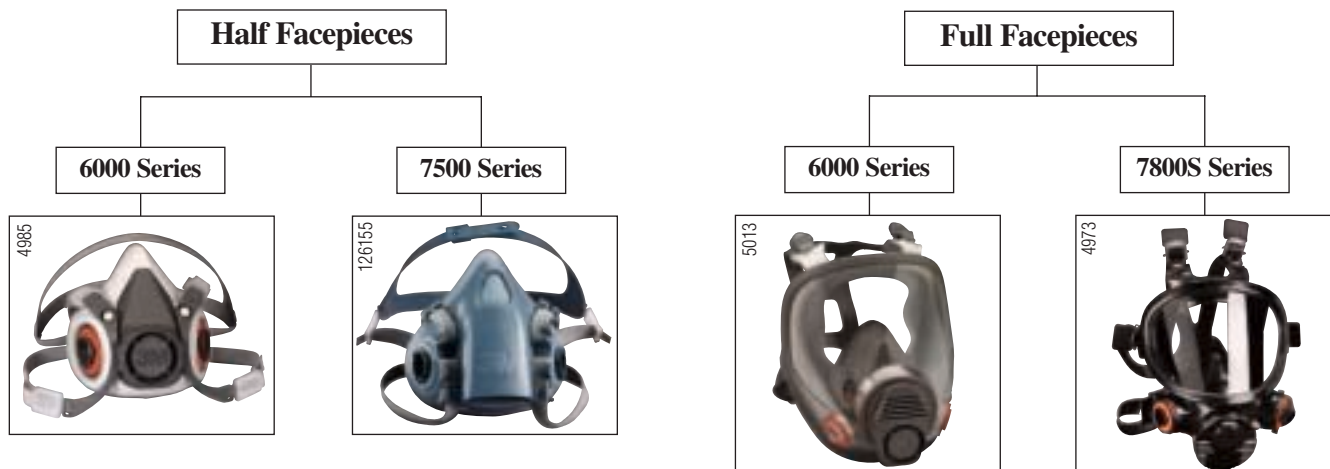 Half Facepieces
Full Facepieces
6000 Series
7500 Series
6000 Series
7800S Series
4985
126155
5013
4973